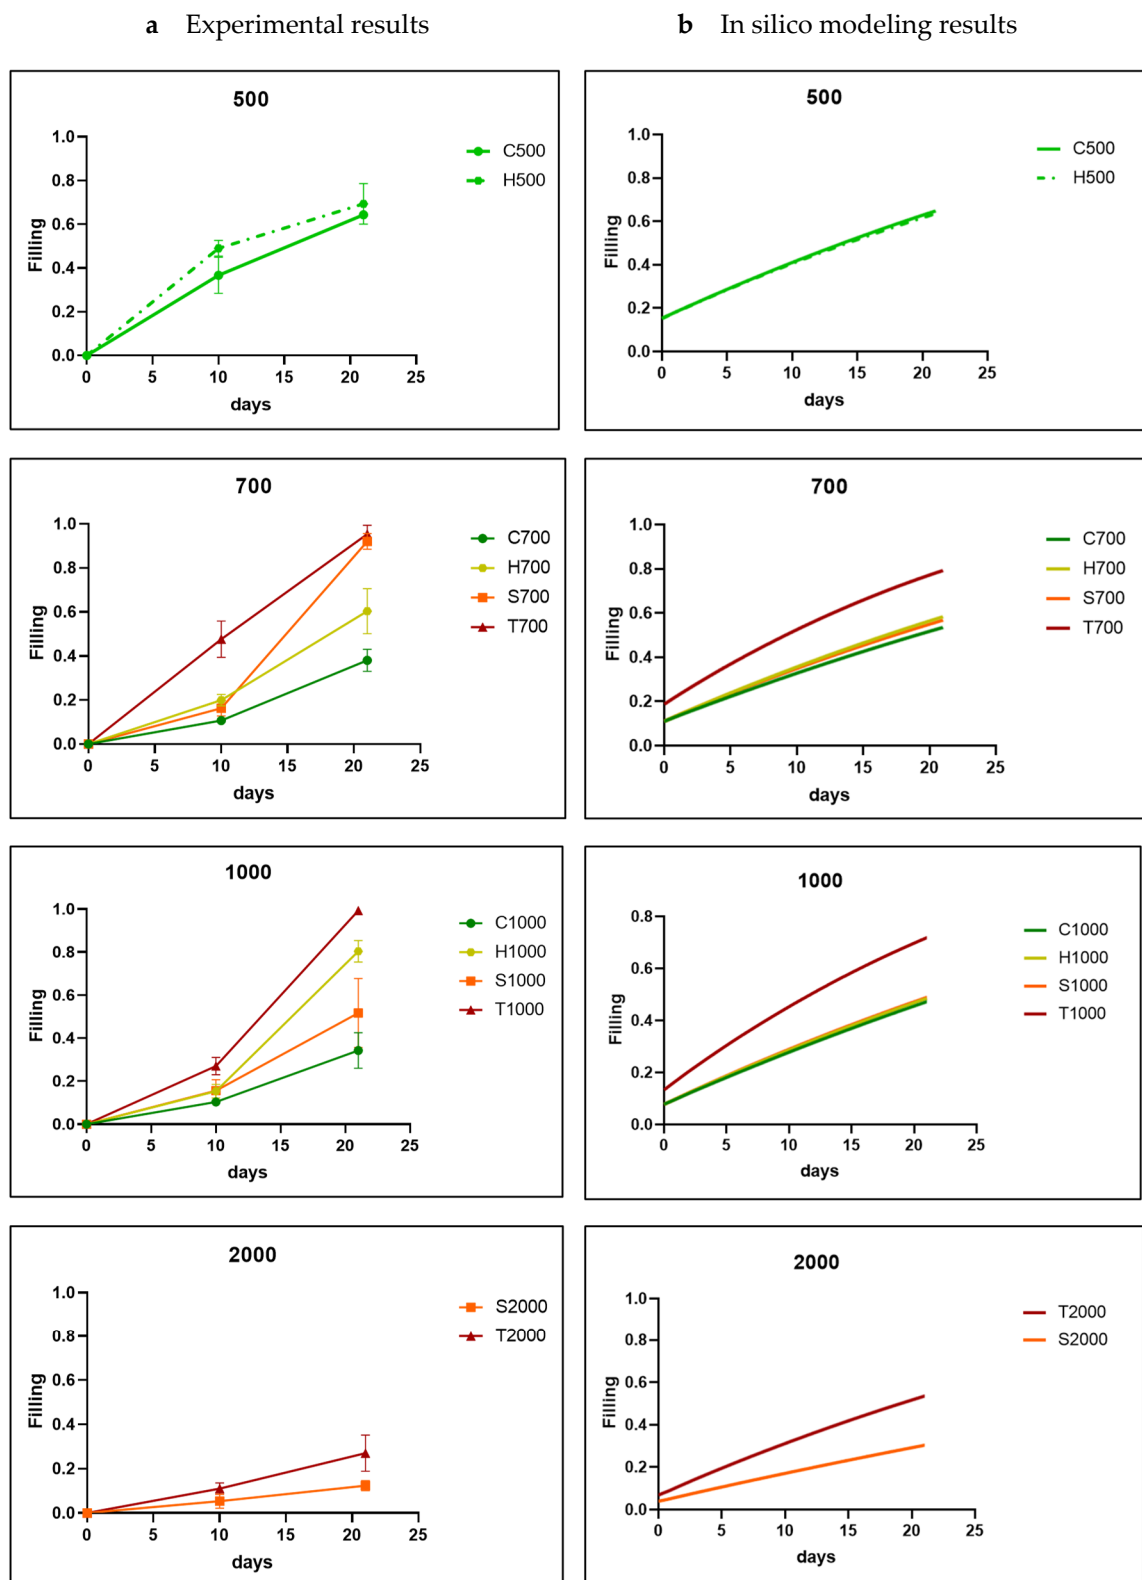 a Experimental results
b In silico modeling results
500
1.0
0.8
0.6
0.4
0.2
0.0
Filling
0 5 10 15 20 25
days
C500
H500
500
1.0
0.8
0.6
0.4
0.2
0.0
Filling
0 5 10 15 20 25
days
C500
H500
700
1.0
0.8
0.6
0.4
0.2
0.0
Filling
0 5 10 15 20 25
days
C700
H700
S700
T700
700
1.0
0.8
0.6
0.4
0.2
0.0
Filling
0 5 10 15 20 25
days
C700
H700
S700
T700
1000
1.0
0.8
0.6
0.4
0.2
0.0
Filling
0 5 10 15 20 25
days
C1000
H1000
S1000
T1000
1000
0.8
0.6
0.4
0.2
0.0
Filling
0 5 10 15 20 25
days
C1000
H1000
S1000
T1000
2000
1.0
0.8
0.6
0.4
0.2
0.0
Filling
0 5 10 15 20 25
days
S2000
T2000
2000
1.0
0.8
0.6
0.4
0.2
0.0
Filling
0 5 10 15 20 25
days
T2000
S2000